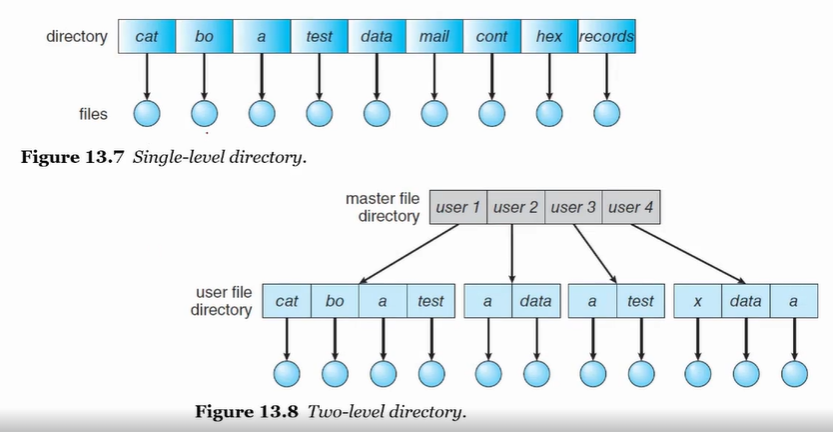 directory cat bo a test data mail cont hex records
files
Figure 13.7 Single-level directory.
master file
directory
user 1 user 2 user 3 user 4
user file
directory
cat bo a test a data a test x data a
Figure 13.8 Two-level directory.